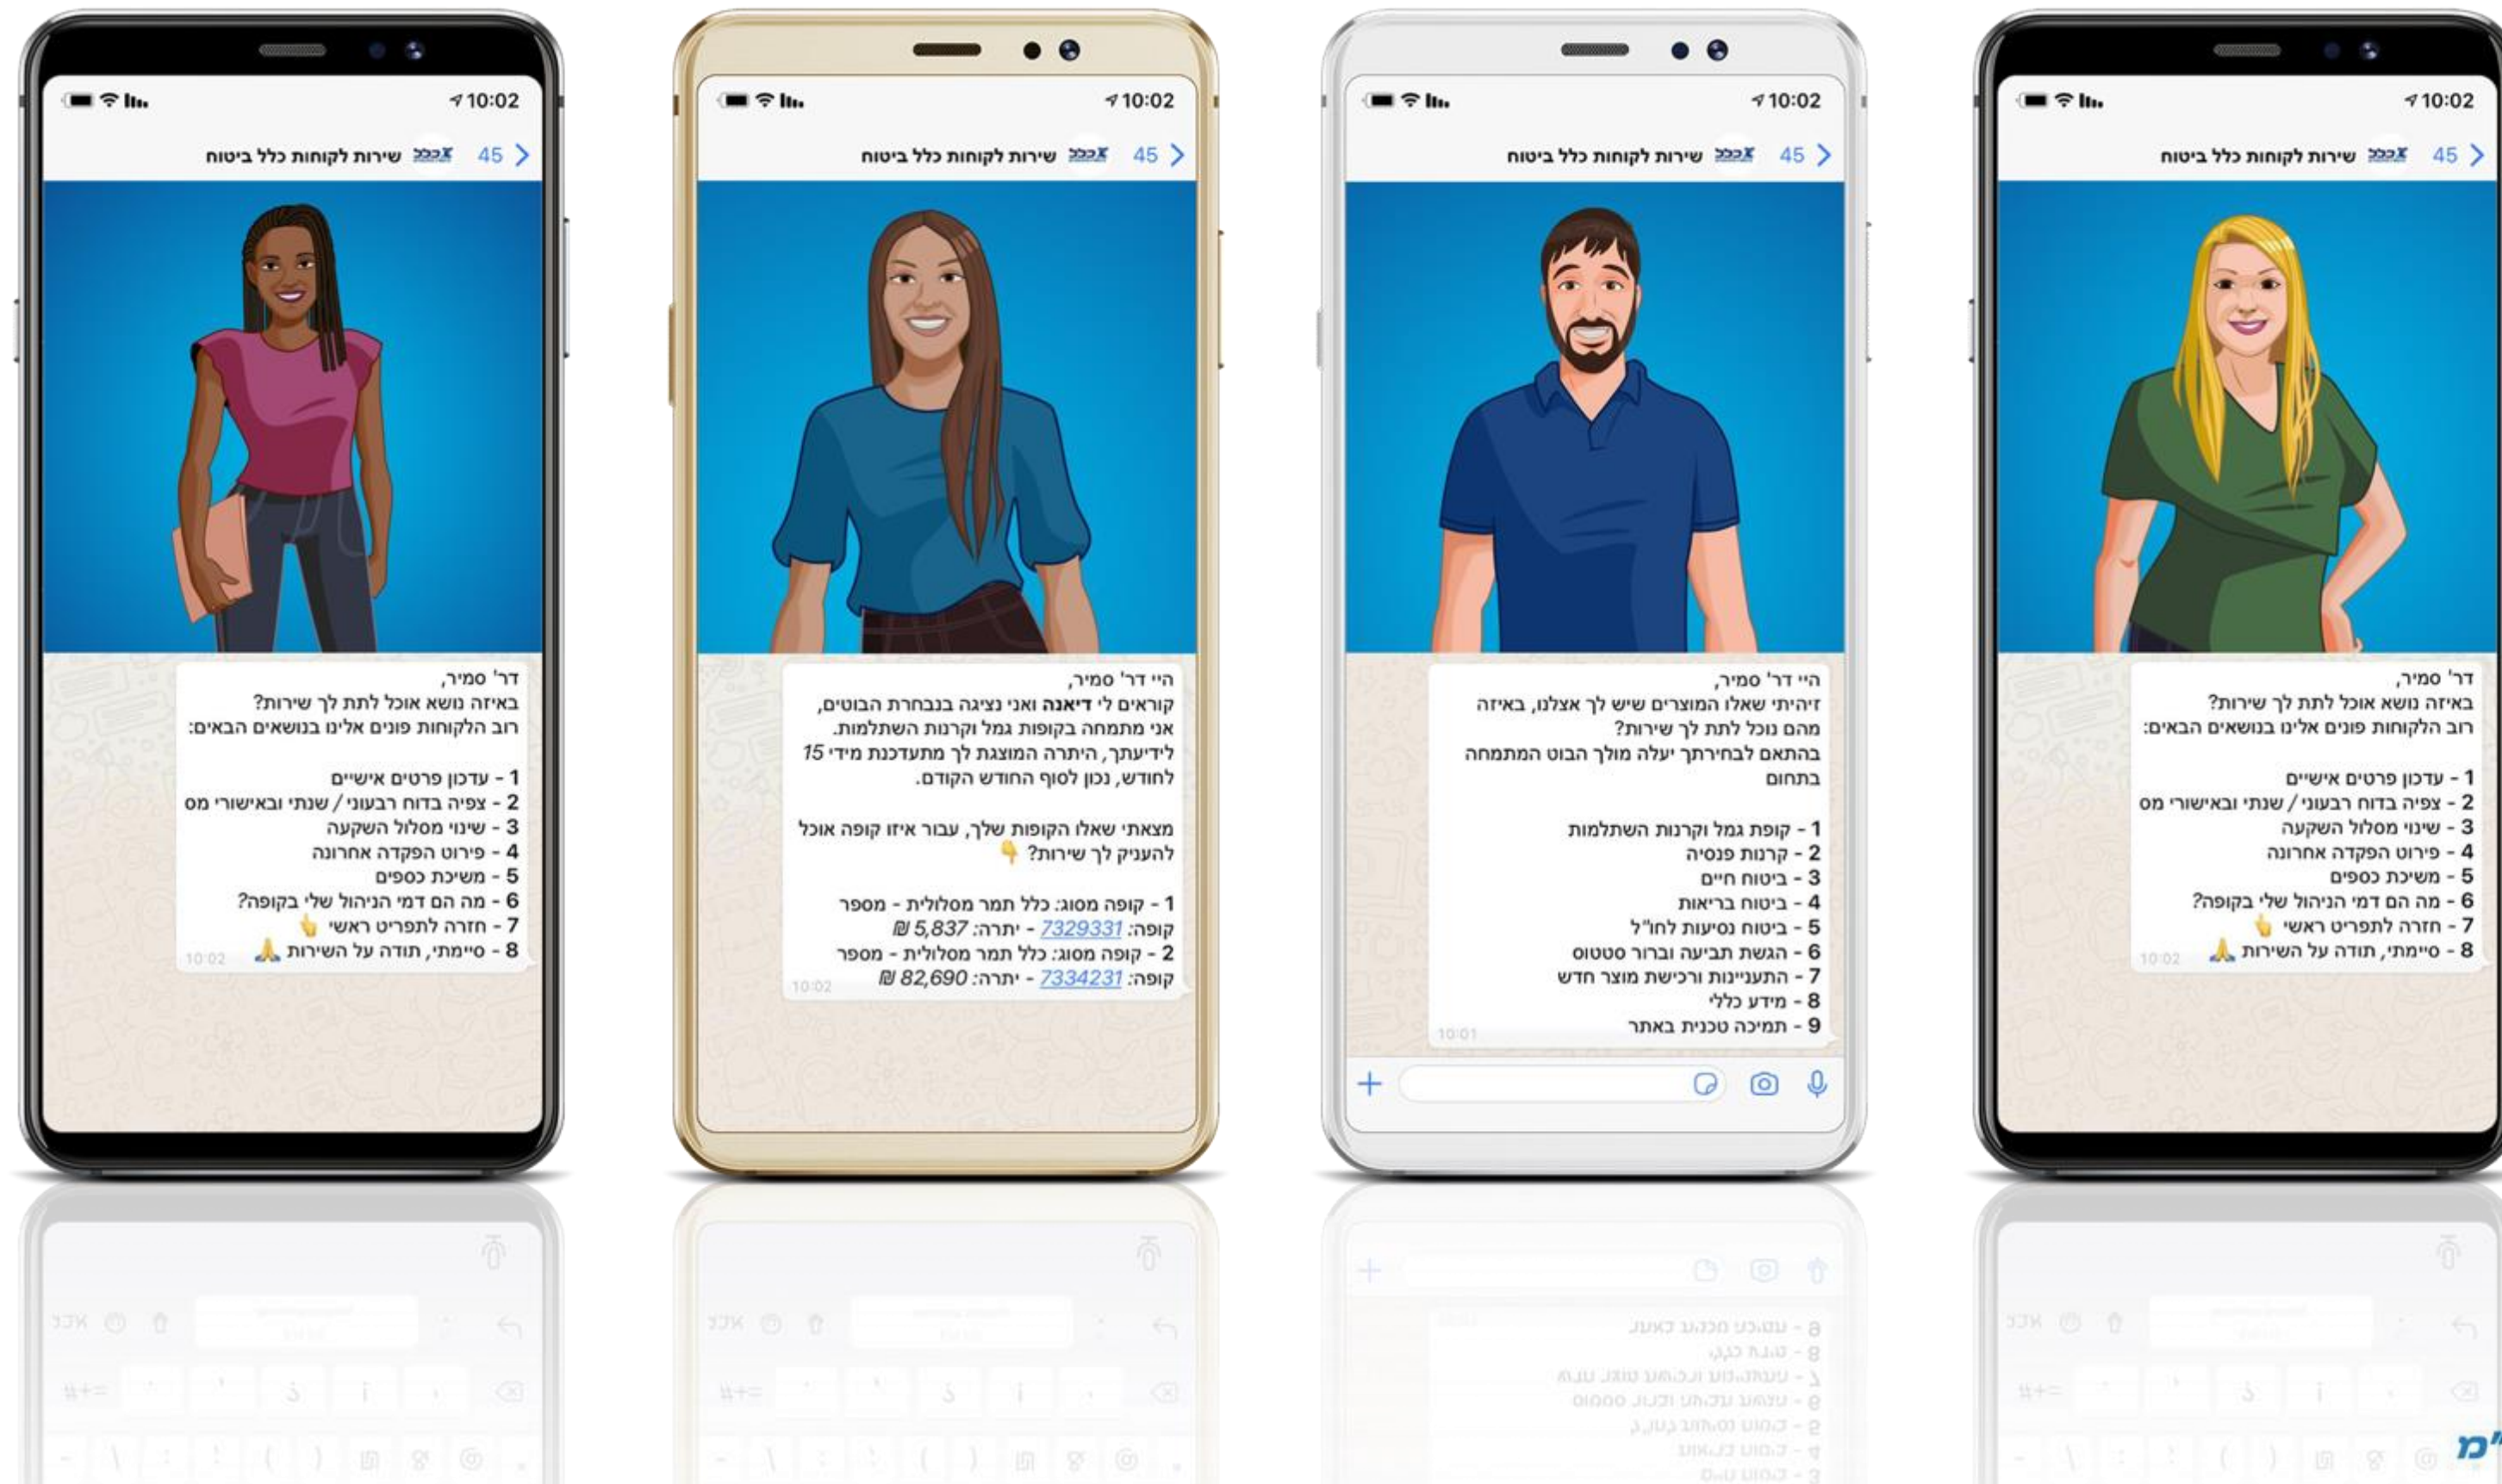 10:02
45 כלל שירות לקוחות כלל ביטוח
דר' סמיר,
באיזה נושא אוכל לתת לך שירות?
רוב הלקוחות פונים אלינו בנושאים הבאים:
1 - עדכון פרטים אישיים
2 - צפיה בדוח רבעוני / שנתי ובאישורי מס
3 - שינוי מסלול השקעה
4 - פירוט הפקדה אחרונה
5 - משיכת כספים
6 - מה הם דמי הניהול שלי בקופה?
7 - חזרה לתפריט ראשי 👆
8 - סיימתי, תודה על השירות 🙏
10:02
10:02
45 כלל שירות לקוחות כלל ביטוח
היי דר' סמיר,
קוראים לי דיאנה ואני נציגה בנבחרת הבוטים,
אני מתמחה בקופות גמל וקרנות השתלמות.
לידיעתך, היתרה המוצגת לך מתעדכנת מידי 15
לחודש, נכון לסוף החודש הקודם.
מצאתי שאלו הקופות שלך, עבור איזו קופה אוכל
להעניק לך שירות? 👇
1 - קופה מסוג: כלל תמר מסלולית - מספר
קופה: 7329331 - יתרה: 5,837 ₪
2 - קופה מסוג: כלל תמר מסלולית - מספר
קופה: 7334231 - יתרה: 82,690 ₪
10:02
10:02
45 כלל שירות לקוחות כלל ביטוח
היי דר' סמיר,
זיהיתי שאלו המוצרים שיש לך אצלנו, באיזה
מהם נוכל לתת לך שירות?
בהתאם לבחירתך יעלה מולך הבוט המתמחה
בתחום
1 - קופת גמל וקרנות השתלמות
2 - קרנות פנסיה
3 - ביטוח חיים
4 - ביטוח בריאות
5 - ביטוח נסיעות לחו"ל
6 - הגשת תביעה וברור סטטוס
7 - התעניינות ורכישת מוצר חדש
8 - מידע כללי
9 - תמיכה טכנית באתר
10:01
10:02
45 כלל שירות לקוחות כלל ביטוח
דר' סמיר,
באיזה נושא אוכל לתת לך שירות?
רוב הלקוחות פונים אלינו בנושאים הבאים:
1 - עדכון פרטים אישיים
2 - צפיה בדוח רבעוני / שנתי ובאישורי מס
3 - שינוי מסלול השקעה
4 - פירוט הפקדה אחרונה
5 - משיכת כספים
6 - מה הם דמי הניהול שלי בקופה?
7 - חזרה לתפריט ראשי 👆
8 - סיימתי, תודה על השירות 🙏
10:02
"מ